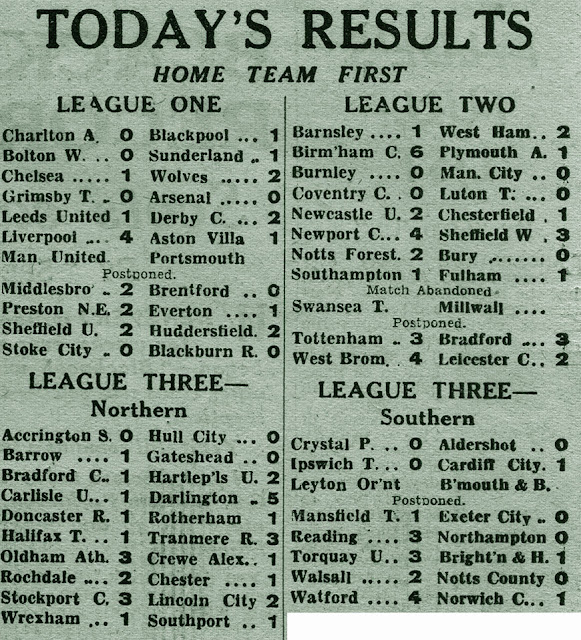 TODAY'S RESULTS
HOME TEAM FIRST
LEAGUE ONE
Charlton A. 0 Blackpool ... 1
Bolton W. .. 0 Sunderland .. 1
Chelsea ..... 1 Wolves ..... 2
Grimsby T. .. 0 Arsenal ..... 0
Leeds United 1 Derby C. ... 2
Liverpool .... 4 Aston Villa 1
Man. United. Portsmouth
Postponed.
Middlesbro' .. 2 Brentford .. 0
Preston N.E. 2 Everton .... 1
Sheffield U. 2 Huddersfield. 2
Stoke City .. 0 Blackburn R. 0
LEAGUE THREE—
Northern
Accrington S. 0 Hull City ... 0
Barrow .... 1 Gateshead .. 0
Bradford C.. 1 Hartlep'ls U. 2
Carlisle U... 1 Darlington .. 5
Doncaster R. 1 Rotherham 1
Halifax T. ... 1 Tranmere R. 3
Oldham Ath. 3 Crewe Alex.. 1
Rochdale .... 2 Chester .... 1
Stockport C. 3 Lincoln City 2
Wrexham ... 1 Southport .. 1
LEAGUE TWO
Barnsley .... 1 West Ham.. 2
Birm'ham C. 6 Plymouth A. 1
Burnley .... 0 Man. City .. 0
Coventry C. . 0 Luton T: ... 0
Newcastle U. 2 Chesterfield . 1
Newport C... 4 Sheffield W . 3
Notts Forest. 2 Bury ....... 0
Southampton 1 Fulham .... 1
Match Abandoned
Swansea T. Millwall ....
Postponed.
Tottenham .. 3 Bradford .... 3
West Brom. . 4 Leicester C.. 2
LEAGUE THREE—
Southern
Crystal P. .. 0 Aldershot .. 0
Ipswich T. .. 0 Cardiff City. 1
Leyton Or'nt B'mouth & B.
Postponed.
Mansfield T. 1 Exeter City .. 0
Reading .... 3 Northampton 0
Torquay U.. 3 Bright'n & H. 1
Walsall ..... 2 Notts County 0
Watford .... 4 Norwich C... 1